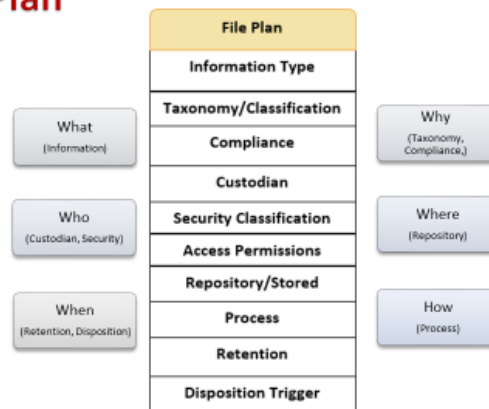 Plan
File Plan
Information Type
Taxonomy/Classification
Compliance
Custodian
Security Classification
Access Permissions
Repository/Stored
Process
Retention
Disposition Trigger
What
(Information)
Who
(Custodian, Security)
When
(Retention, Disposition)
Why
(Taxonomy,
Compliance,)
Where
(Repository)
How
(Process)